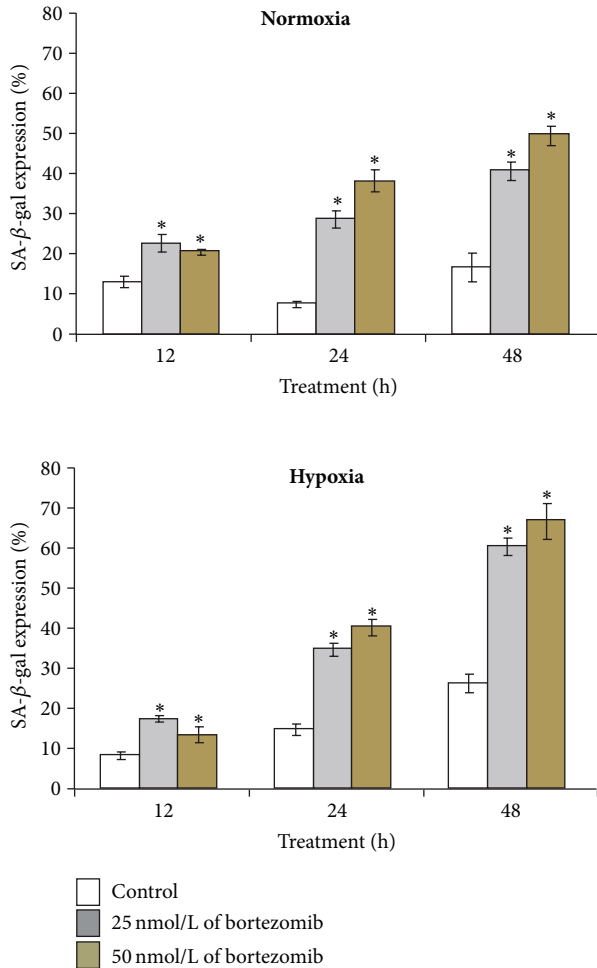 Normoxia
SA-β-gal expression (%)
80
70
60
50
40
30
20
10
0
* * * * * *
12 24 48
Treatment (h)
Hypoxia
SA-β-gal expression (%)
80
70
60
50
40
30
20
10
0
* * * * * *
12 24 48
Treatment (h)
Control
25 nmol/L of bortezomib
50 nmol/L of bortezomib